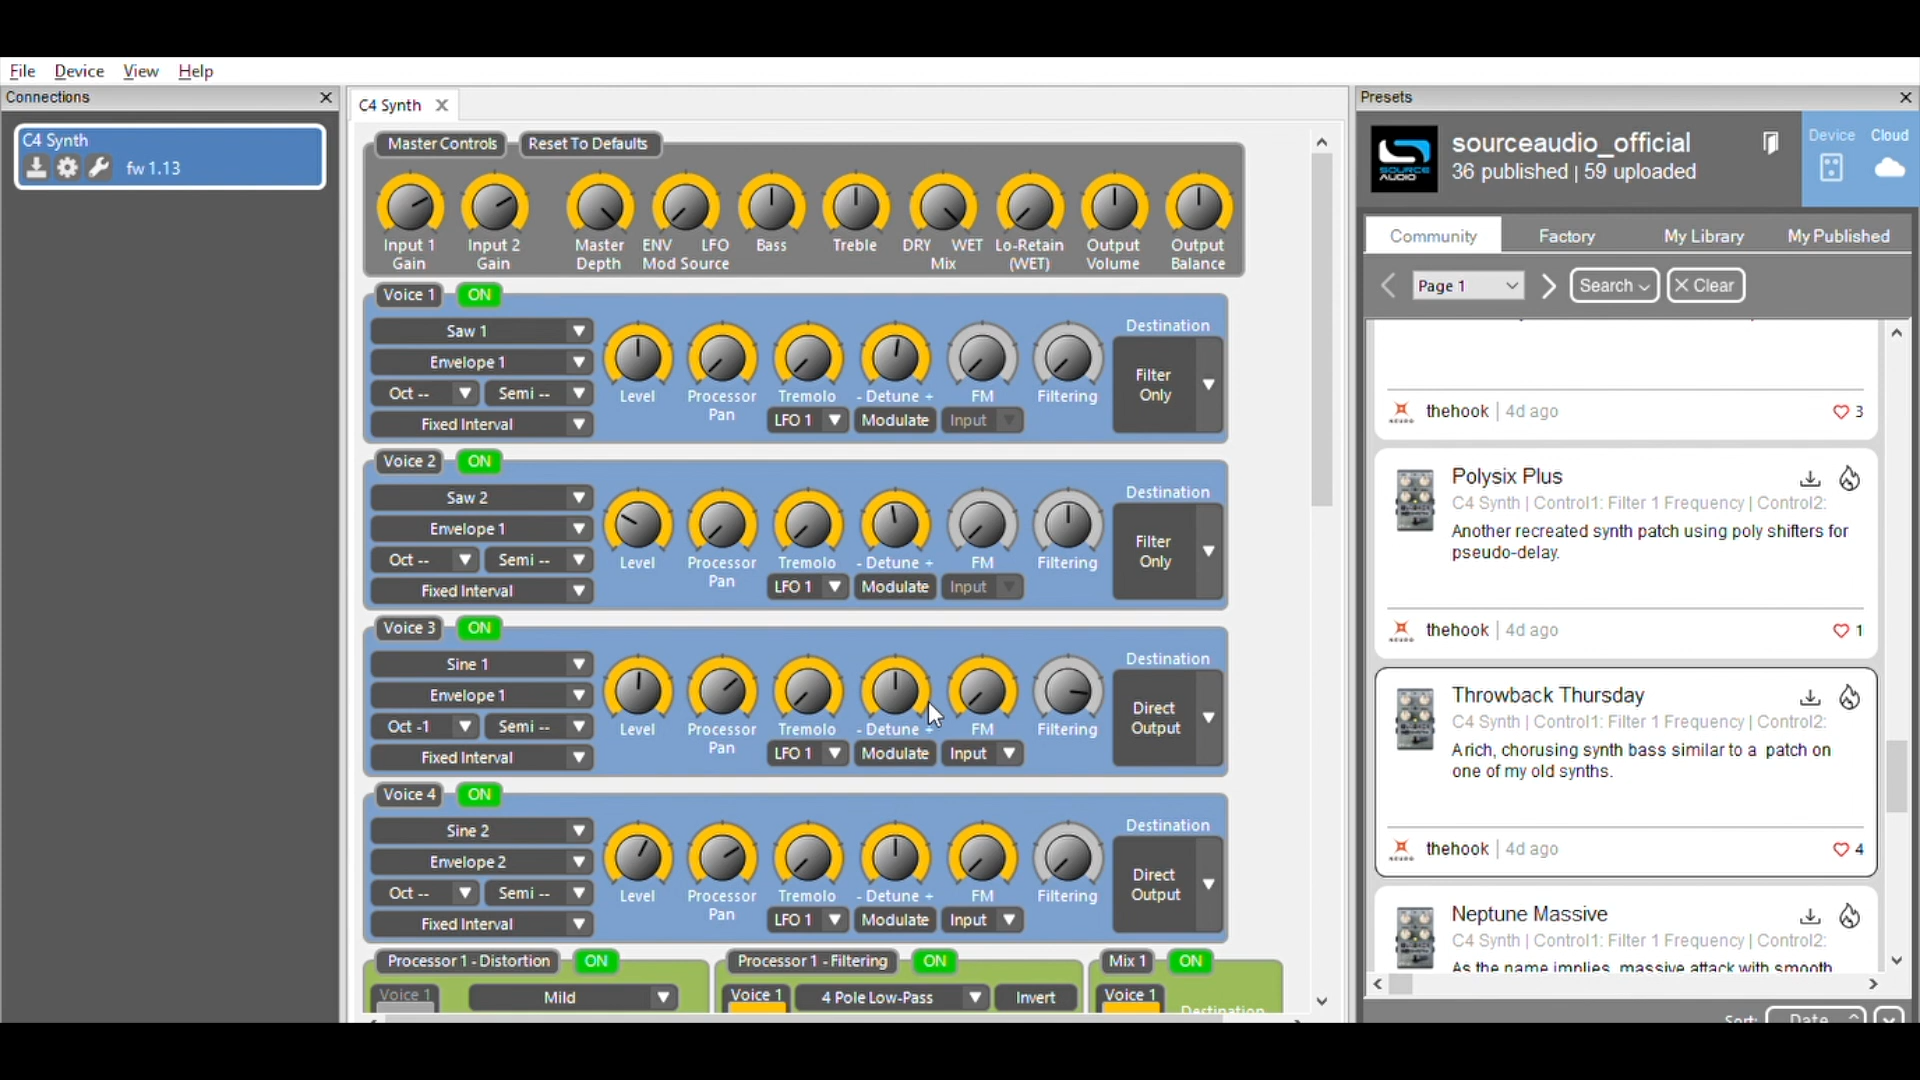 File Device View Help
Connections
C4 Synth
fw 1.13
C4 Synth
Master Controls Reset To Defaults
Input 1 Gain
Input 2 Gain
Master Depth
ENV LFO
Mod Source
Bass
Treble
DRY WET
Mix
Lo-Retain (WET)
Output Volume
Output Balance
Voice 1 ON
Saw 1
Envelope 1
Oct -- Semi --
Fixed Interval
Level
Processor Pan
Tremolo
LFO 1
- Detune +
Modulate
FM
Input
Filtering
Destination
Filter Only
Voice 2 ON
Saw 2
Envelope 1
Oct -- Semi --
Fixed Interval
Level
Processor Pan
Tremolo
LFO 1
- Detune +
Modulate
FM
Input
Filtering
Destination
Filter Only
Voice 3 ON
Sine 1
Envelope 1
Oct -1 Semi --
Fixed Interval
Level
Processor Pan
Tremolo
LFO 1
- Detune +
Modulate
FM
Input
Filtering
Destination
Direct Output
Voice 4 ON
Sine 2
Envelope 2
Oct -- Semi --
Fixed Interval
Level
Processor Pan
Tremolo
LFO 1
- Detune +
Modulate
FM
Input
Filtering
Destination
Direct Output
Processor 1 - Distortion ON
Voice 1 Mild
Processor 1 - Filtering ON
Voice 1 4 Pole Low-Pass Invert
Mix 1 ON
Voice 1 Destination
Presets
SOURCE AUDIO
sourceaudio_official
36 published | 59 uploaded
Device Cloud
Community Factory My Library My Published
Page 1 Search X Clear
thehook | 4d ago 3
Polysix Plus
C4 Synth | Control1: Filter 1 Frequency | Control2:
Another recreated synth patch using poly shifters for
pseudo-delay.
thehook | 4d ago 1
Throwback Thursday
C4 Synth | Control1: Filter 1 Frequency | Control2:
A rich, chorusing synth bass similar to a patch on
one of my old synths.
thehook | 4d ago 4
Neptune Massive
C4 Synth | Control1: Filter 1 Frequency | Control2:
As the name implies, massive attack with smooth
Sort: Date